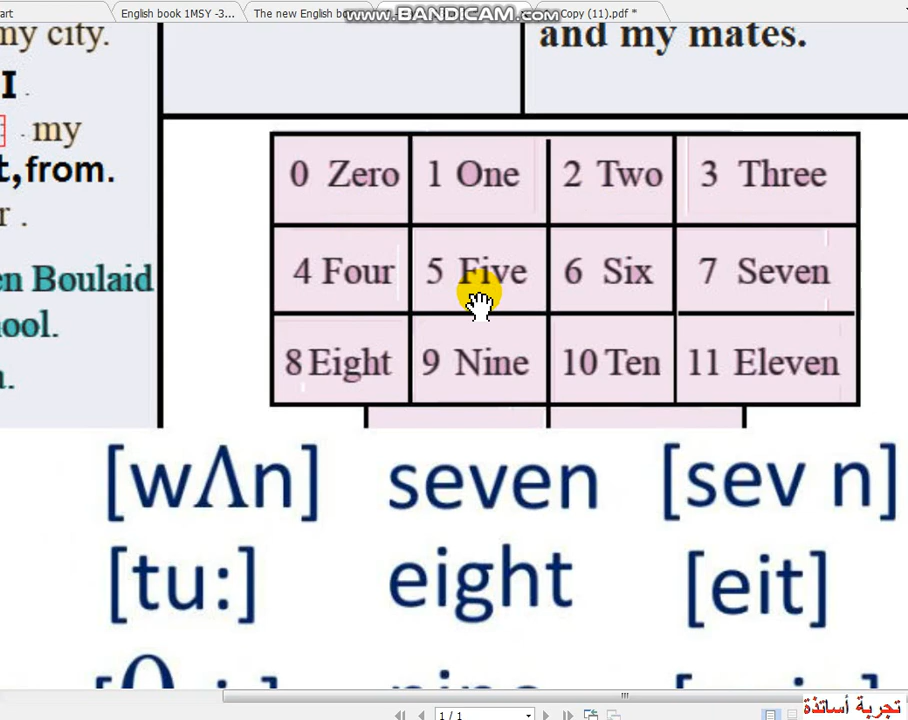 art English book 1MSY -3... The new English bo www.BANDICAM.com Copy (11).pdf *
my city.
and my mates.
I .
my
t,from.
r .
en Boulaid
ool.
0 Zero 1 One 2 Two 3 Three
4 Four 5 Five 6 Six 7 Seven
8 Eight 9 Nine 10 Ten 11 Eleven
[wɅn] seven [sev n]
[tu:] eight [eit]
nine
1 / 1
تجربة أساتذة